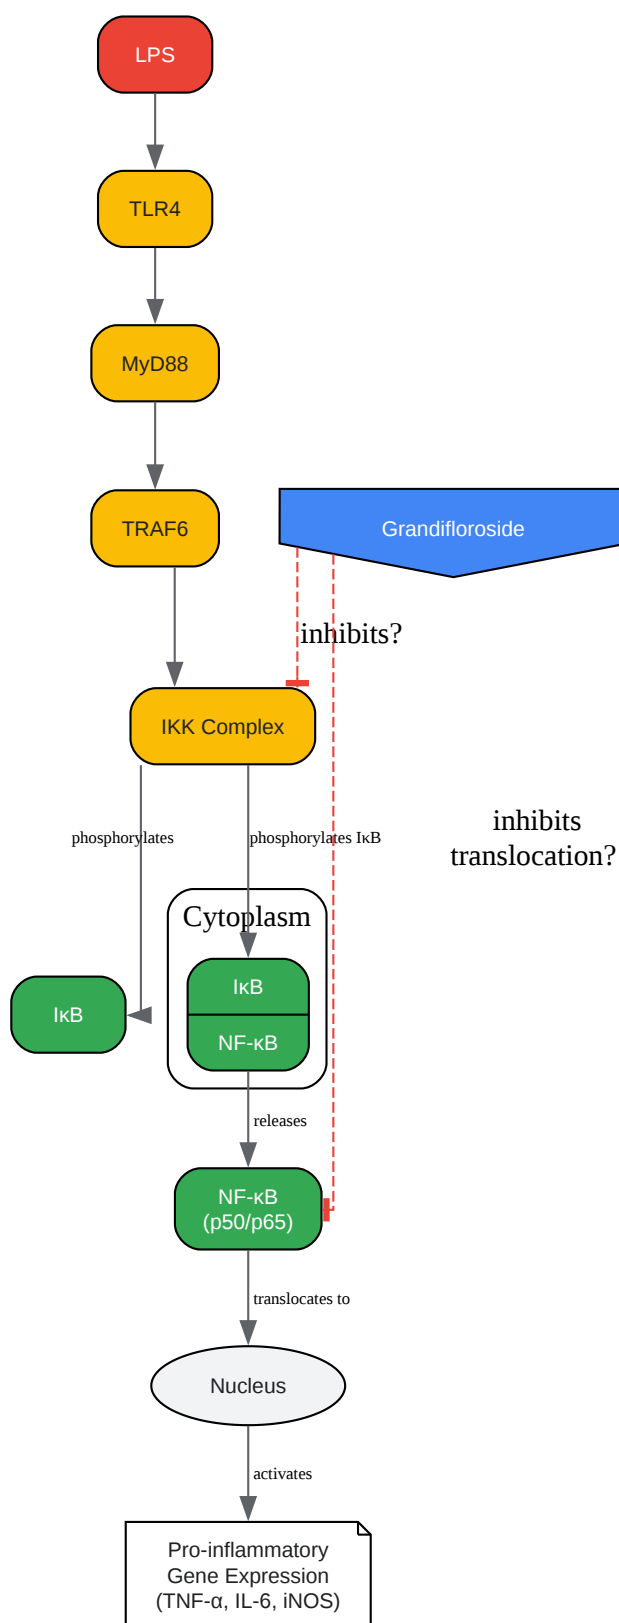 LPS
TLR4
MyD88
TRAF6
Grandifloroside
inhibits?
IKK Complex
phosphorylates
phosphorylates IκB
inhibits
translocation?
Cytoplasm
IκB
IκB
NF-κB
releases
NF-κB
(p50/p65)
translocates to
Nucleus
activates
Pro-inflammatory
Gene Expression
(TNF-α, IL-6, iNOS)